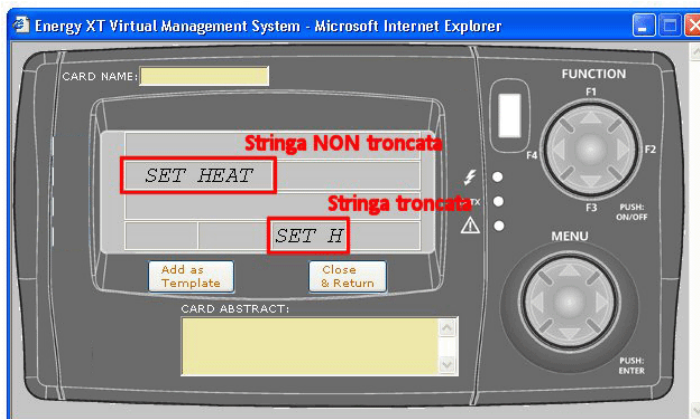 Energy XT Virtual Management System - Microsoft Internet Explorer
CARD NAME:
FUNCTION
F1
Stringa NON troncata
F4
F2
SET HEAT
Stringa troncata
TX
F3
PUSH:
ON/OFF
SET H
MENU
Add as
Template
Close
& Return
CARD ABSTRACT:
PUSH:
ENTER